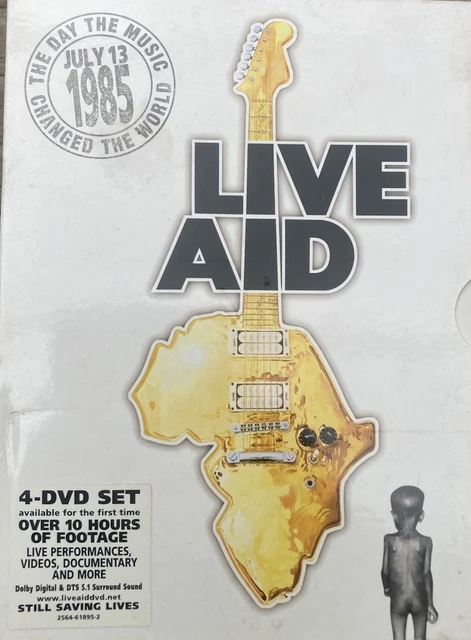 THE DAY THE MUSIC
JULY 13
1985
CHANGED THE WORLD
LIVE
AID
4-DVD SET
available for the first time
OVER 10 HOURS
OF FOOTAGE
LIVE PERFORMANCES,
VIDEOS, DOCUMENTARY
AND MORE
Dolby Digital & DTS 5.1 Surround Sound
www.liveaiddvd.net
STILL SAVING LIVES
2564-61895-2